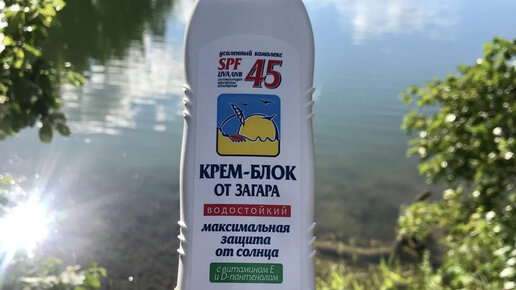 усиленный комплекс
SPF 45
UVA/UVB
КРЕМ-БЛОК
ОТ ЗАГАРА
ВОДОСТОЙКИЙ
максимальная
защита
от солнца
с витамином Е
и D-пантенолом